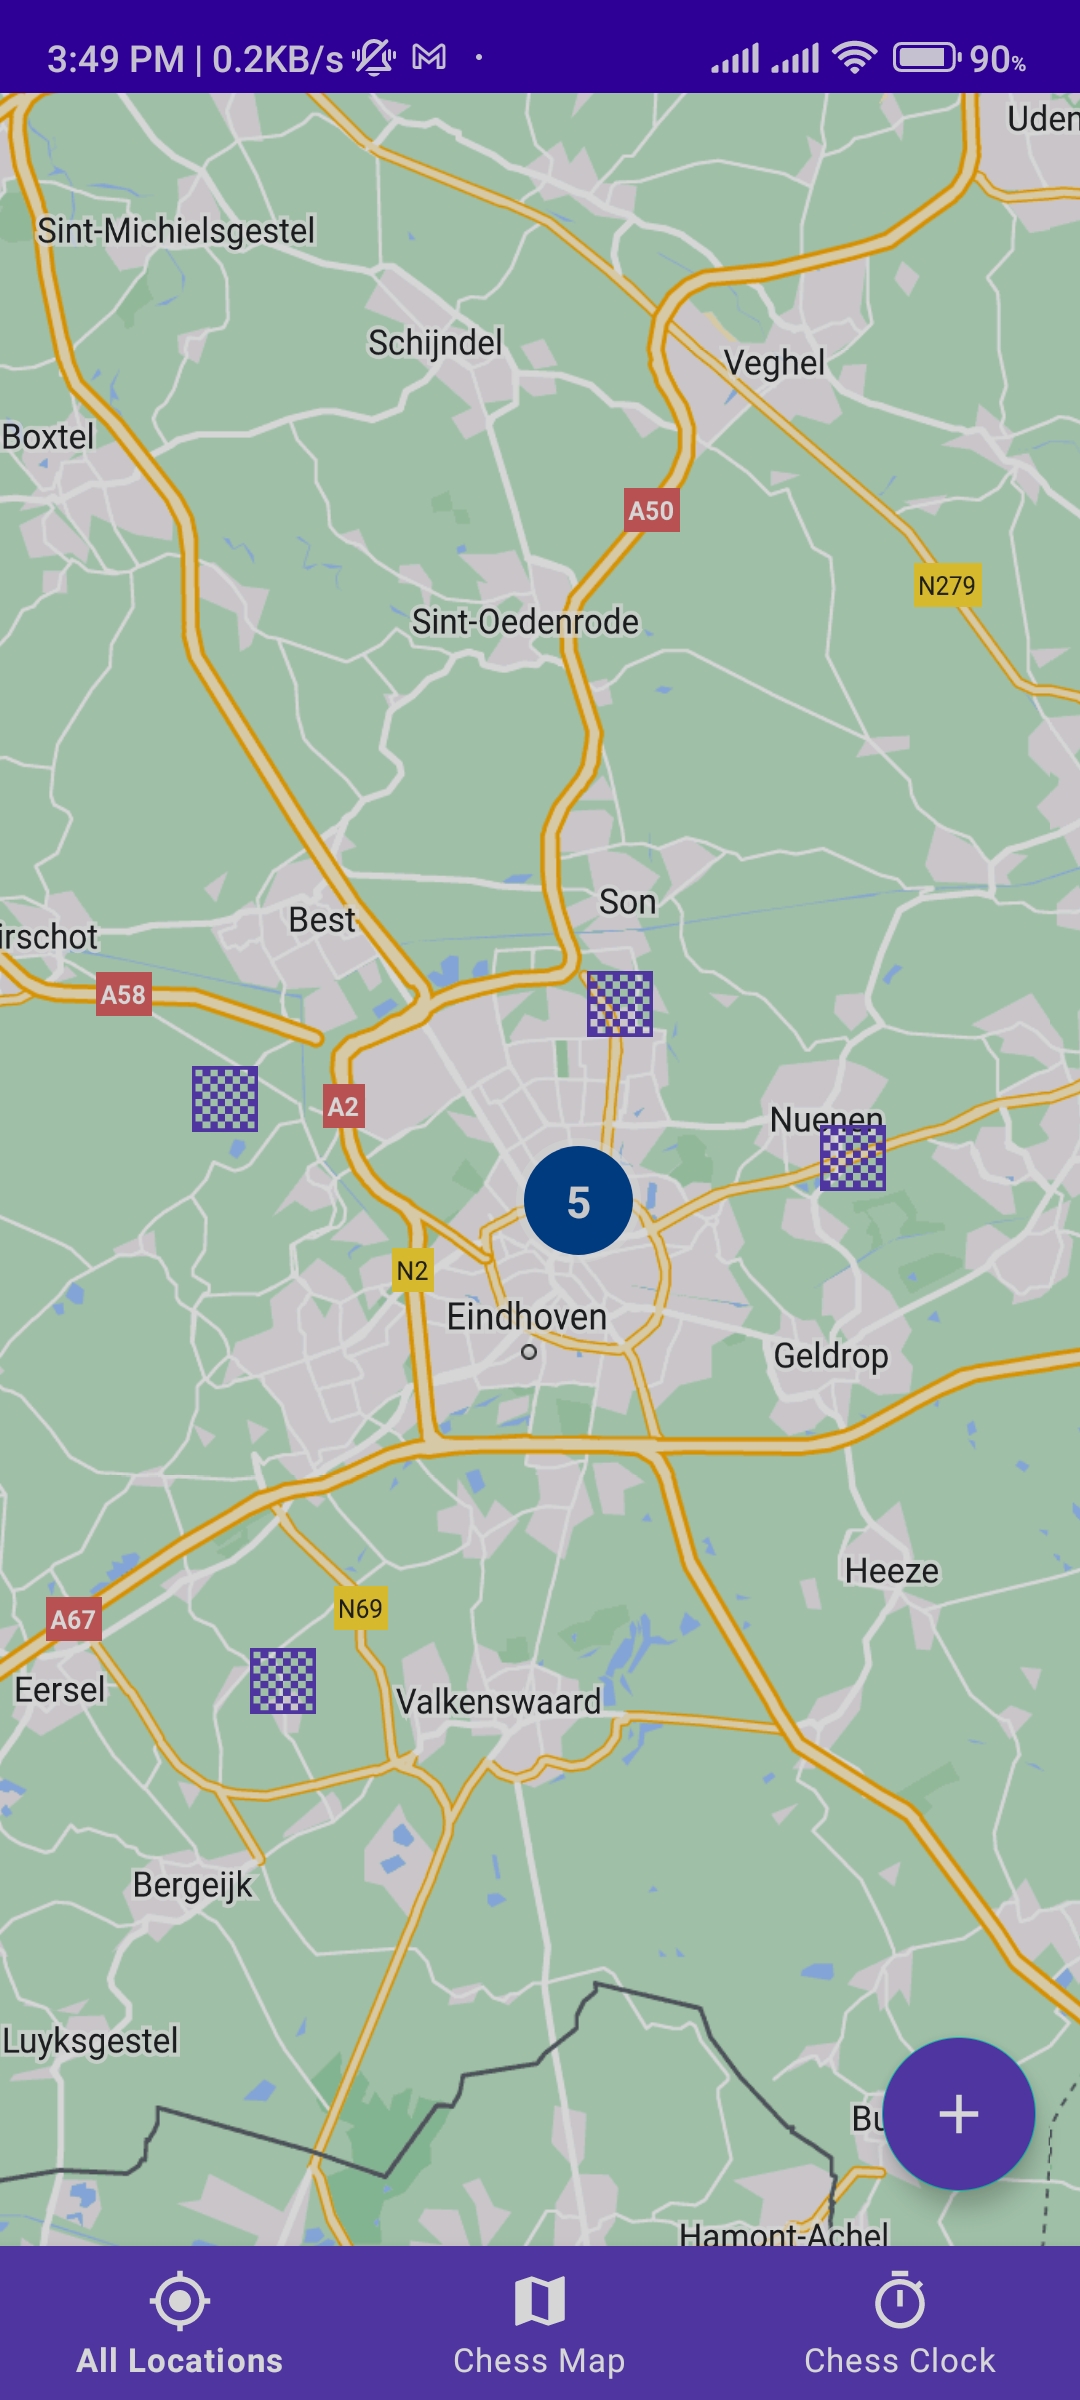 3:49 PM | 0.2KB/s
90%
Uden
Sint-Michielsgestel
Schijndel
Veghel
Boxtel
A50
N279
Sint-Oedenrode
Son
Best
irschot
A58
A2
Nuenen
5
N2
Eindhoven
Geldrop
Heeze
N69
A67
Eersel
Valkenswaard
Bergeijk
Luyksgestel
Bu
+
Hamont-Achel
All Locations
Chess Map
Chess Clock